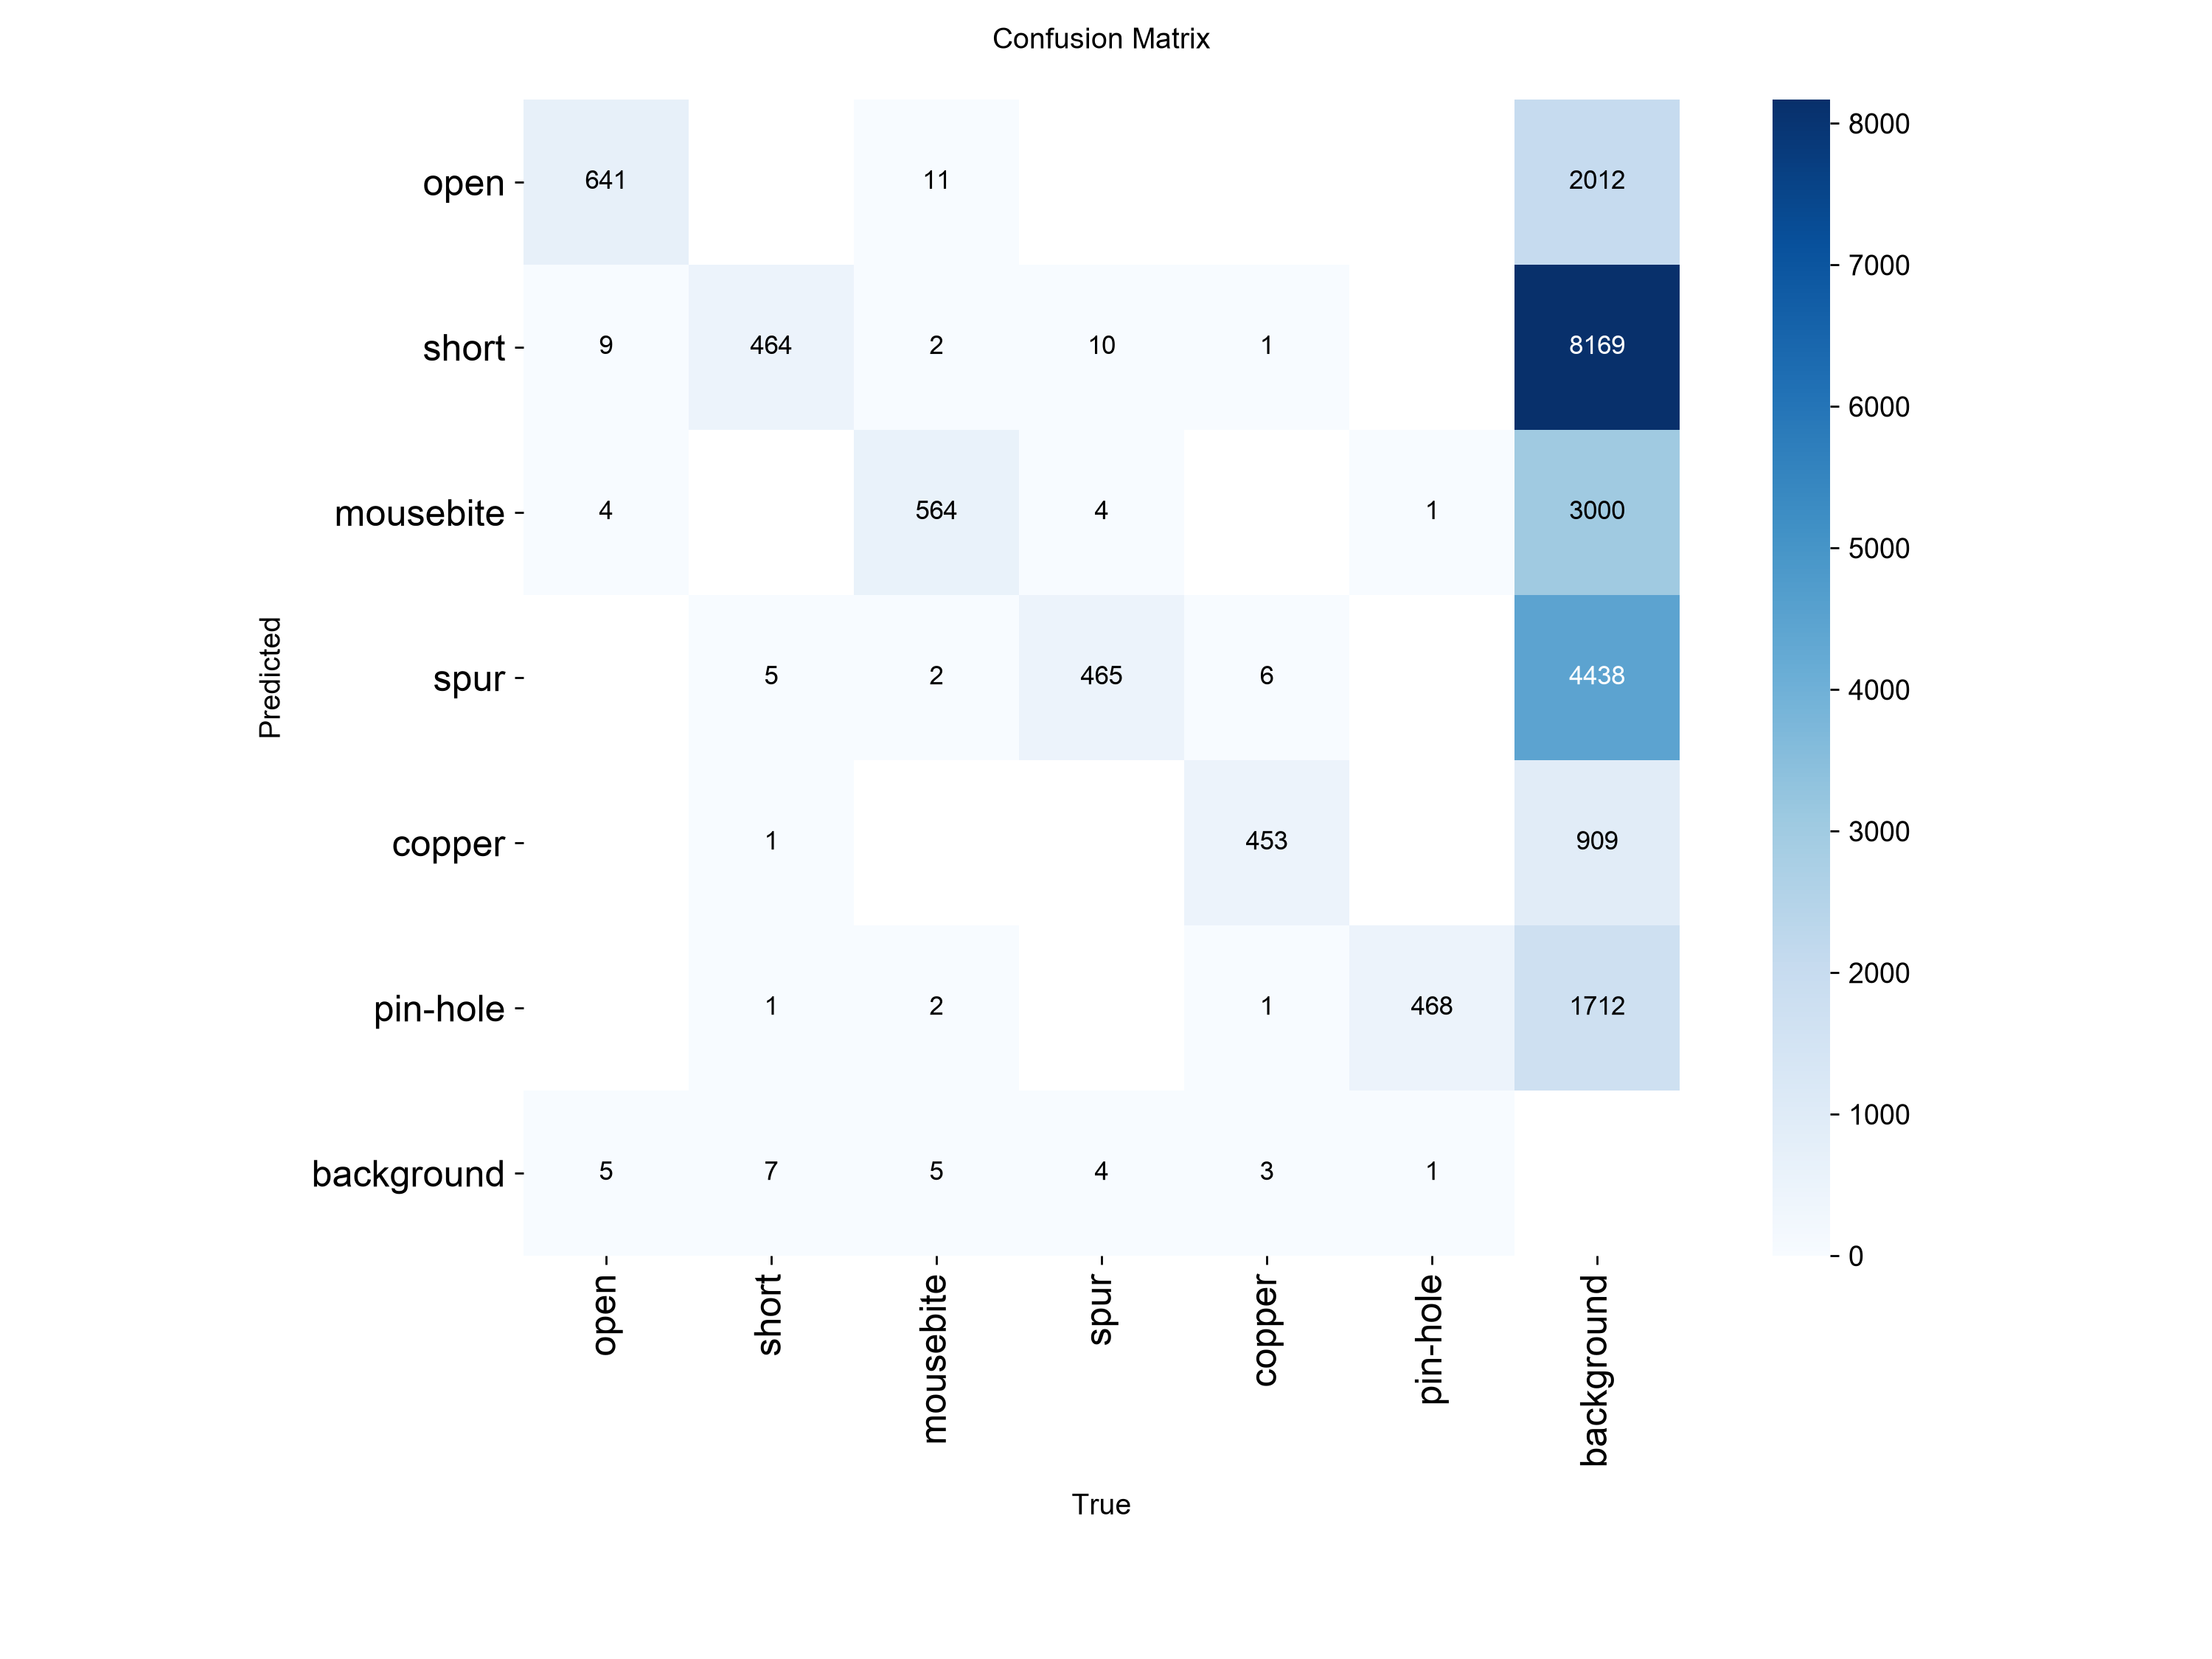 Confusion Matrix
open 641 11 2012
short 9 464 2 10 1 8169
mousebite 4 564 4 1 3000
spur 5 2 465 6 4438
copper 1 453 909
pin-hole 1 2 1 468 1712
background 5 7 5 4 3 1
Predicted
open short mousebite spur copper pin-hole background
True
8000
7000
6000
5000
4000
3000
2000
1000
0